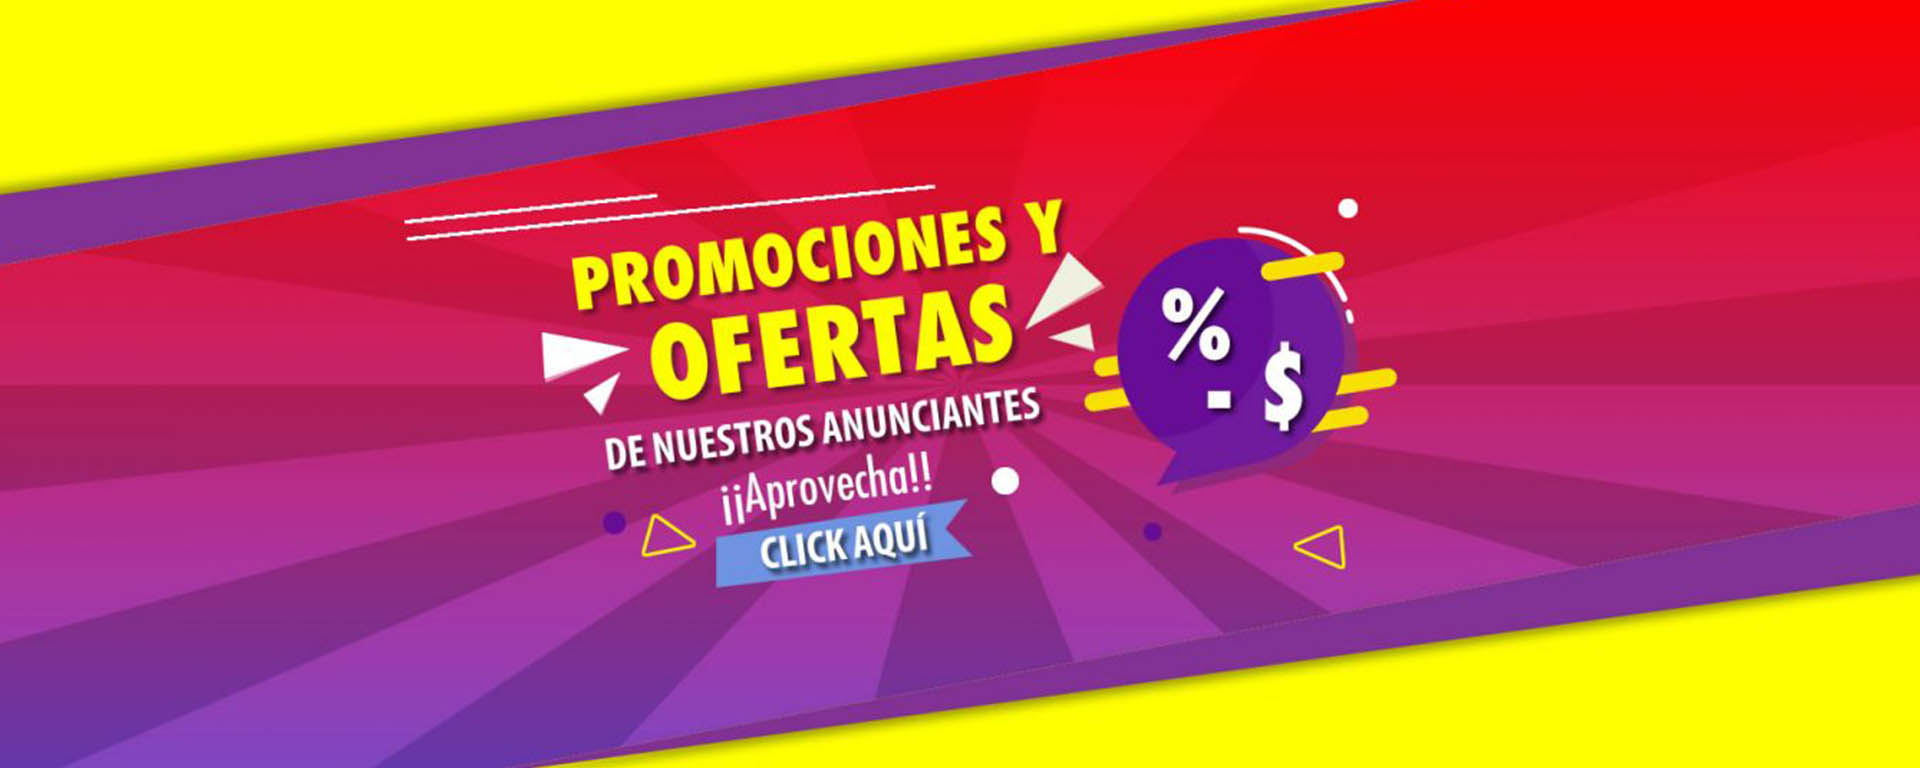 PROMOCIONES Y
OFERTAS
DE NUESTROS ANUNCIANTES
¡¡Aprovecha!!
CLICK AQUÍ
%
- $